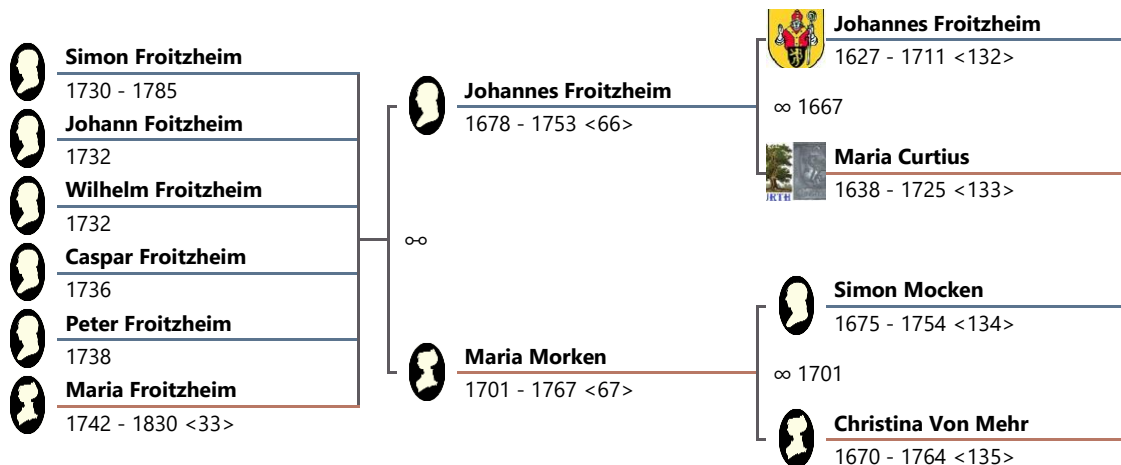 Simon Froitzheim
1730 - 1785
Johann Foitzheim
1732
Wilhelm Froitzheim
1732
Caspar Froitzheim
1736
Peter Froitzheim
1738
Maria Froitzheim
1742 - 1830 <33>
Johannes Froitzheim
1678 - 1753 <66>
⚯
Maria Morken
1701 - 1767 <67>
Johannes Froitzheim
1627 - 1711 <132>
∞ 1667
Maria Curtius
1638 - 1725 <133>
Simon Mocken
1675 - 1754 <134>
∞ 1701
Christina Von Mehr
1670 - 1764 <135>